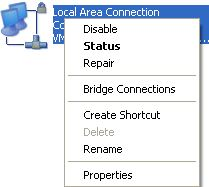 Local Area Connection
Disable
Status
Repair
Bridge Connections
Create Shortcut
Delete
Rename
Properties